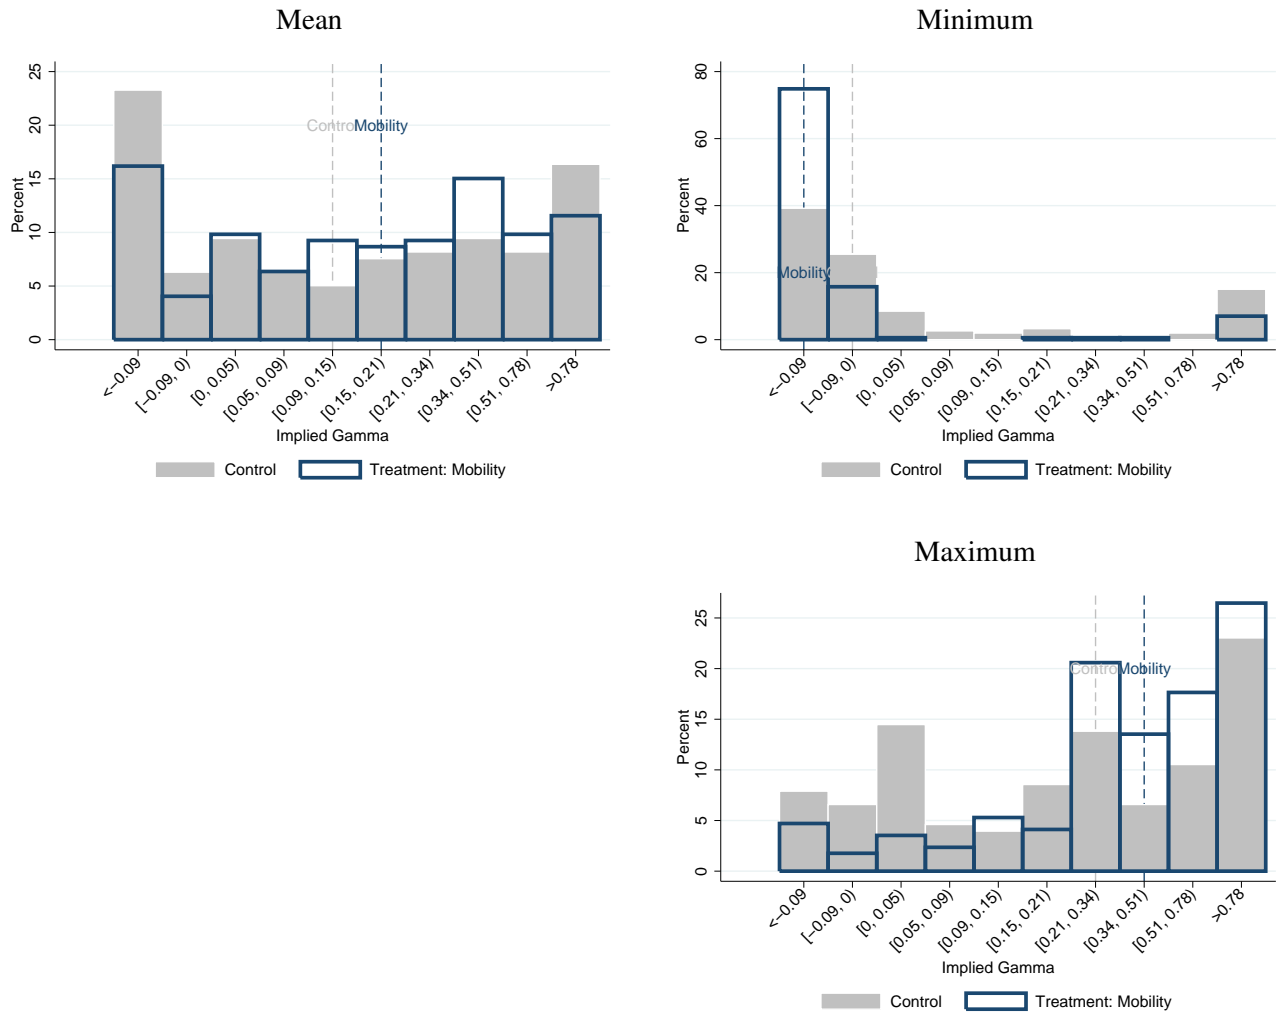 Mean
Percent
0
5
10
15
20
25
Control
Mobility
<−0.09
[−0.09, 0)
[0, 0.05)
[0.05, 0.09)
[0.09, 0.15)
[0.15, 0.21)
[0.21, 0.34)
[0.34, 0.51)
[0.51, 0.78)
>0.78
Implied Gamma
Control
Treatment: Mobility
Minimum
Percent
0
20
40
60
80
Mobility
<−0.09
[−0.09, 0)
[0, 0.05)
[0.05, 0.09)
[0.09, 0.15)
[0.15, 0.21)
[0.21, 0.34)
[0.34, 0.51)
[0.51, 0.78)
>0.78
Implied Gamma
Control
Treatment: Mobility
Maximum
Percent
0
5
10
15
20
25
Control
Mobility
<−0.09
[−0.09, 0)
[0, 0.05)
[0.05, 0.09)
[0.09, 0.15)
[0.15, 0.21)
[0.21, 0.34)
[0.34, 0.51)
[0.51, 0.78)
>0.78
Implied Gamma
Control
Treatment: Mobility